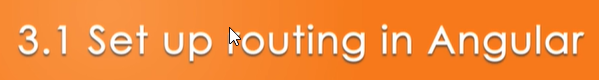 3.1 Set up routing in Angular